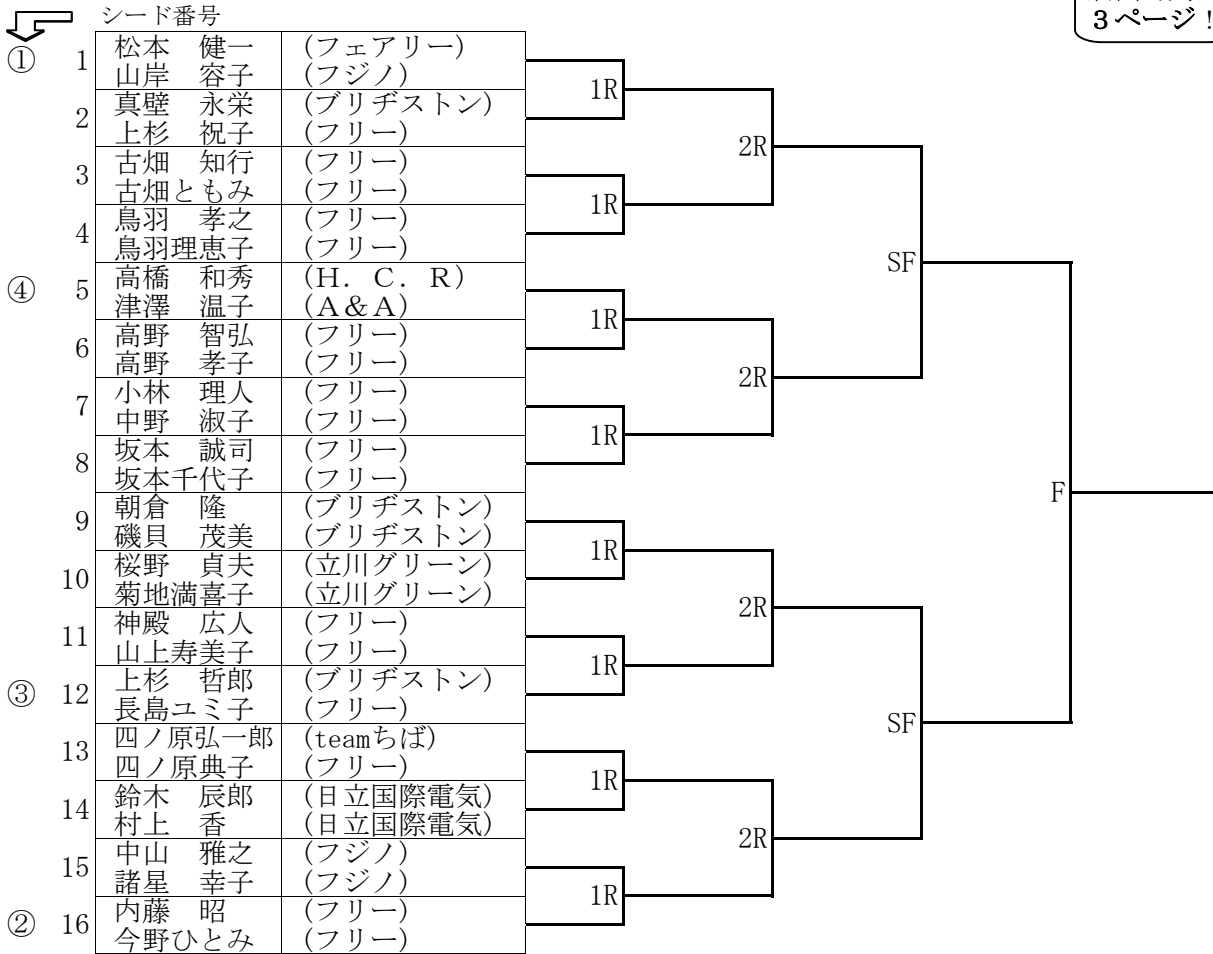 シード番号
3ページ！
① 1 松本　健一 (フェアリー)
山岸　容子 (フジノ)
2 真壁　永栄 (ブリヂストン)
上杉　祝子 (フリー)
3 古畑　知行 (フリー)
古畑ともみ (フリー)
4 鳥羽　孝之 (フリー)
鳥羽理恵子 (フリー)
④ 5 高橋　和秀 (H．C．R)
津澤　温子 (A＆A)
6 高野　智弘 (フリー)
高野　孝子 (フリー)
7 小林　理人 (フリー)
中野　淑子 (フリー)
8 坂本　誠司 (フリー)
坂本千代子 (フリー)
9 朝倉　隆 (ブリヂストン)
磯貝　茂美 (ブリヂストン)
10 桜野　貞夫 (立川グリーン)
菊地満喜子 (立川グリーン)
11 神殿　広人 (フリー)
山上寿美子 (フリー)
③ 12 上杉　哲郎 (ブリヂストン)
長島ユミ子 (フリー)
13 四ノ原弘一郎 (teamちば)
四ノ原典子 (フリー)
14 鈴木　辰郎 (日立国際電気)
村上　香 (日立国際電気)
15 中山　雅之 (フジノ)
諸星　幸子 (フジノ)
② 16 内藤　昭 (フリー)
今野ひとみ (フリー)
1R
1R
1R
1R
1R
1R
1R
1R
2R
2R
2R
2R
SF
SF
F